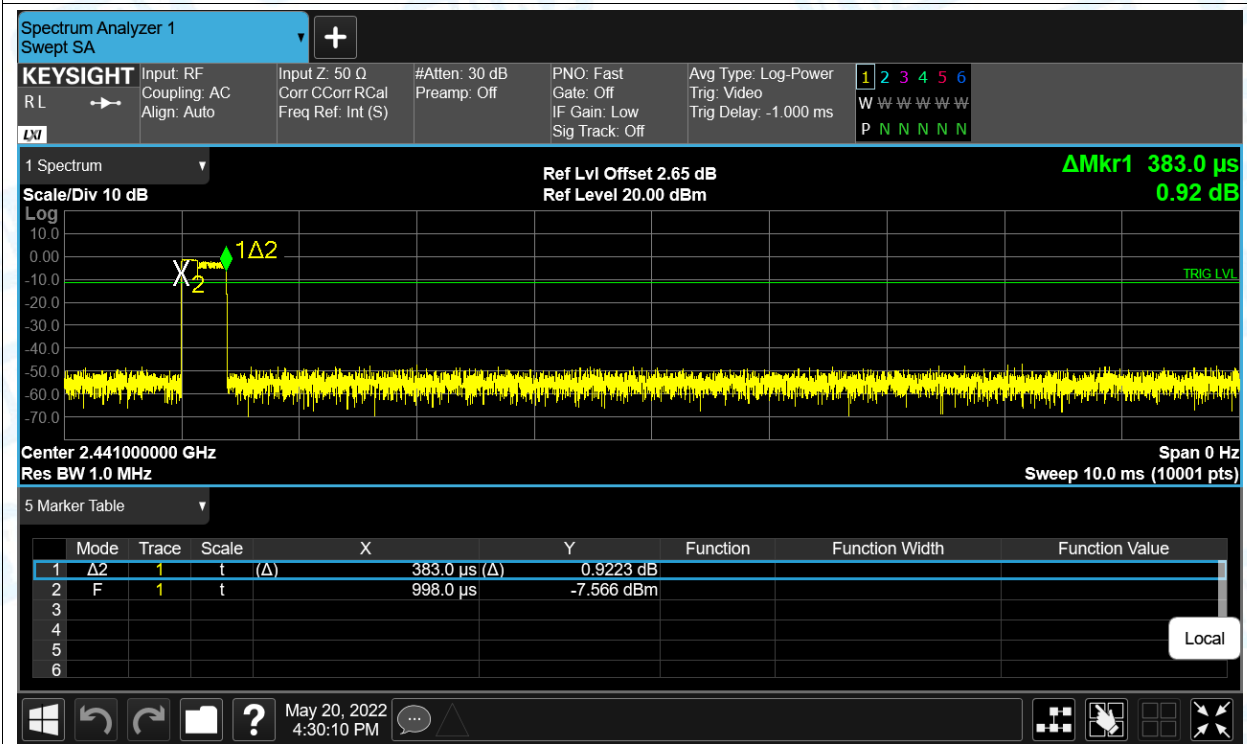 Spectrum Analyzer 1
Swept SA
+
KEYSIGHT Input: RF Input Z: 50 Ω #Atten: 30 dB PNO: Fast Avg Type: Log-Power 1 2 3 4 5 6
R L Coupling: AC Corr CCorr RCal Preamp: Off Gate: Off Trig: Video W W W W W W
Align: Auto Freq Ref: Int (S) IF Gain: Low Trig Delay: -1.000 ms
LXI Sig Track: Off P N N N N N
1 Spectrum Ref Lvl Offset 2.65 dB ΔMkr1 383.0 µs
Scale/Div 10 dB Ref Level 20.00 dBm 0.92 dB
Log
10.0
0.00 1Δ2
-10.0 X2 TRIG LVL
-20.0
-30.0
-40.0
-50.0
-60.0
-70.0
Center 2.441000000 GHz Span 0 Hz
Res BW 1.0 MHz Sweep 10.0 ms (10001 pts)
5 Marker Table
Mode Trace Scale X Y Function Function Width Function Value
1 Δ2 1 t (Δ) 383.0 µs (Δ) 0.9223 dB
2 F 1 t 998.0 µs -7.566 dBm
3
4
5
6
Local
? May 20, 2022
4:30:10 PM